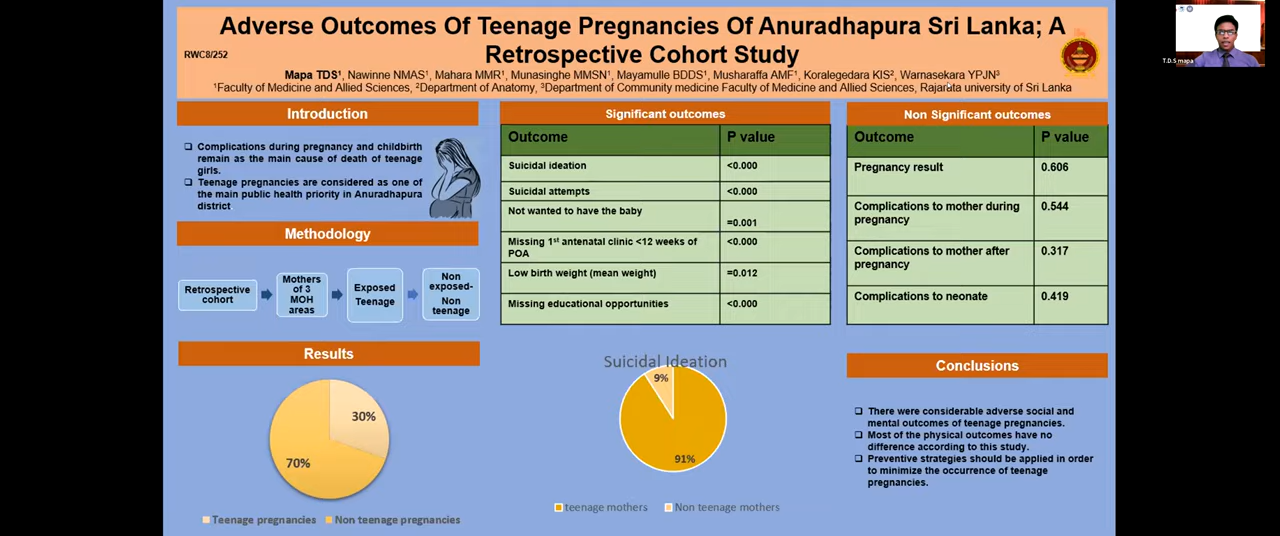 Adverse Outcomes Of Teenage Pregnancies Of Anuradhapura Sri Lanka; A
Retrospective Cohort Study
RWC8/252
Mapa TDS¹, Nawinne NMAS¹, Mahara MMR¹, Munasinghe MMSN¹, Mayamulle BDDS¹, Musharaffa AMF¹, Koralegedara KIS², Warnasekara YPJN³
¹Faculty of Medicine and Allied Sciences, ²Department of Anatomy, ³Department of Community medicine Faculty of Medicine and Allied Sciences, Rajarata university of Sri Lanka
T.D.S mapa
Introduction
Complications during pregnancy and childbirth
remain as the main cause of death of teenage
girls.
Teenage pregnancies are considered as one of
the main public health priority in Anuradhapura
district
Methodology
Retrospective
cohort
Mothers
of 3
MOH
areas
Exposed
Teenage
Non
exposed-
Non
teenage
Results
30%
70%
Teenage pregnancies
Non teenage pregnancies
Significant outcomes
Outcome P value
Suicidal ideation <0.000
Suicidal attempts <0.000
Not wanted to have the baby
=0.001
Missing 1st antenatal clinic <12 weeks of <0.000
POA
Low birth weight (mean weight) =0.012
Missing educational opportunities <0.000
Suicidal Ideation
9%
91%
teenage mothers
Non teenage mothers
Non Significant outcomes
Outcome P value
Pregnancy result 0.606
Complications to mother during 0.544
pregnancy
Complications to mother after 0.317
pregnancy
Complications to neonate 0.419
Conclusions
There were considerable adverse social and
mental outcomes of teenage pregnancies.
Most of the physical outcomes have no
difference according to this study.
Preventive strategies should be applied in order
to minimize the occurrence of teenage
pregnancies.